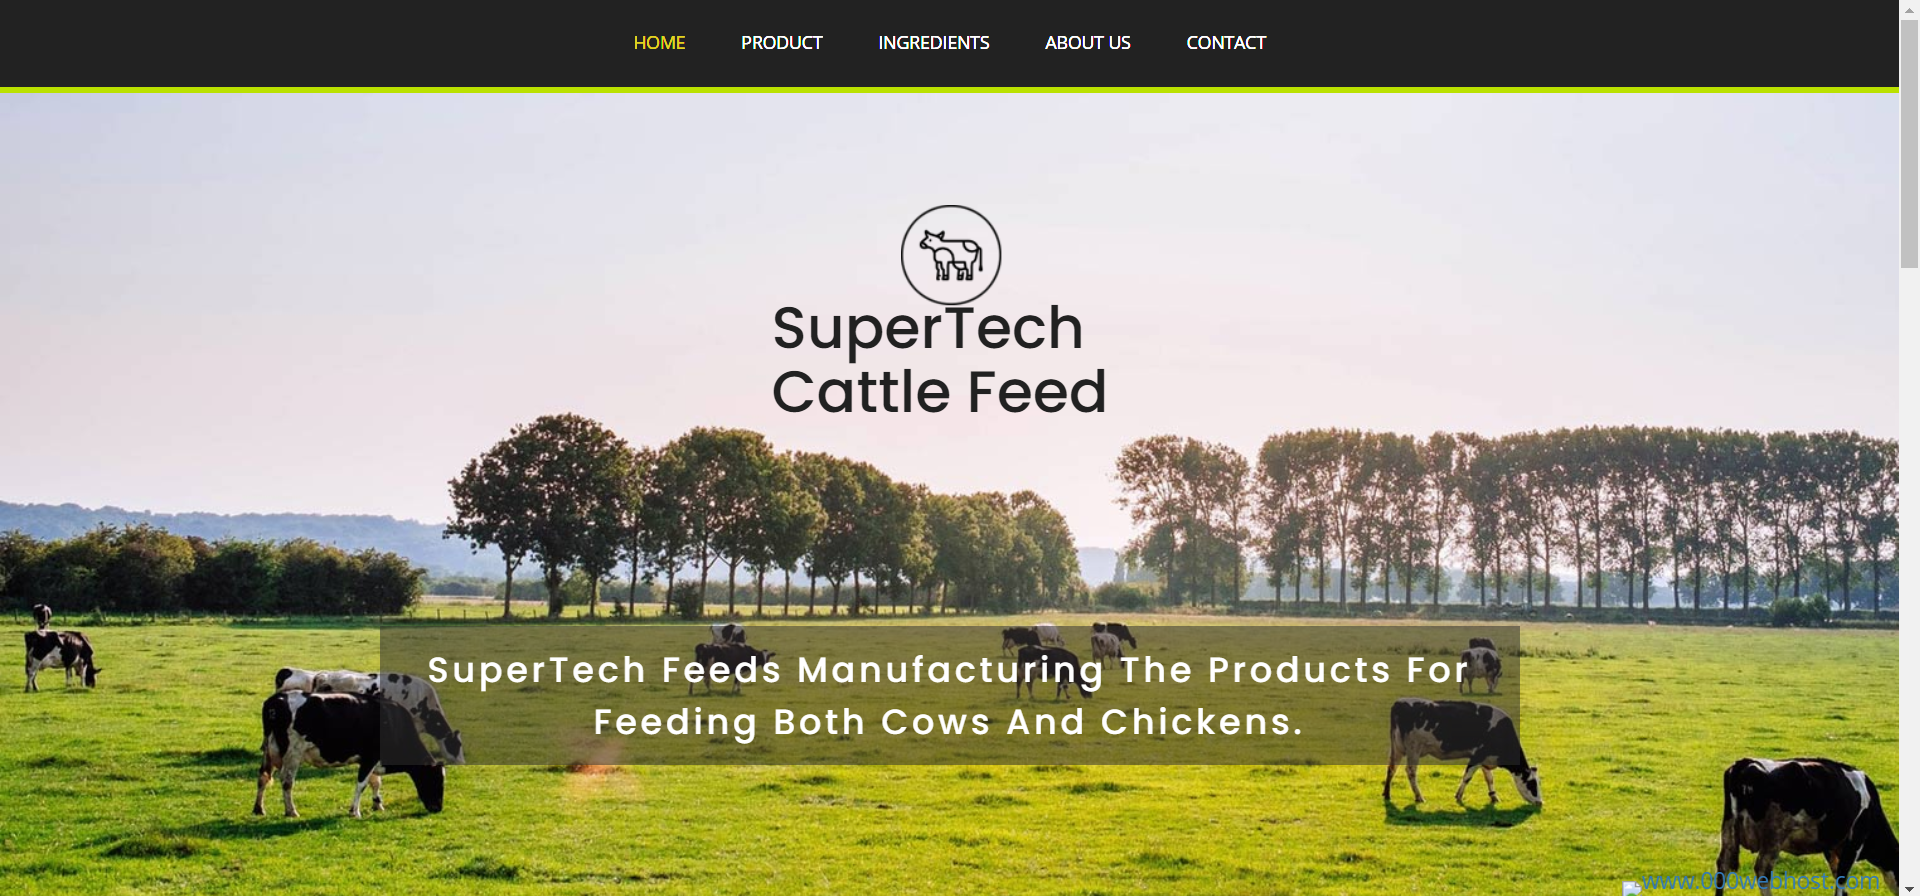 HOME PRODUCT INGREDIENTS ABOUT US CONTACT
SuperTech
Cattle Feed
SuperTech Feeds Manufacturing The Products For
Feeding Both Cows And Chickens.
www.000webhost.com